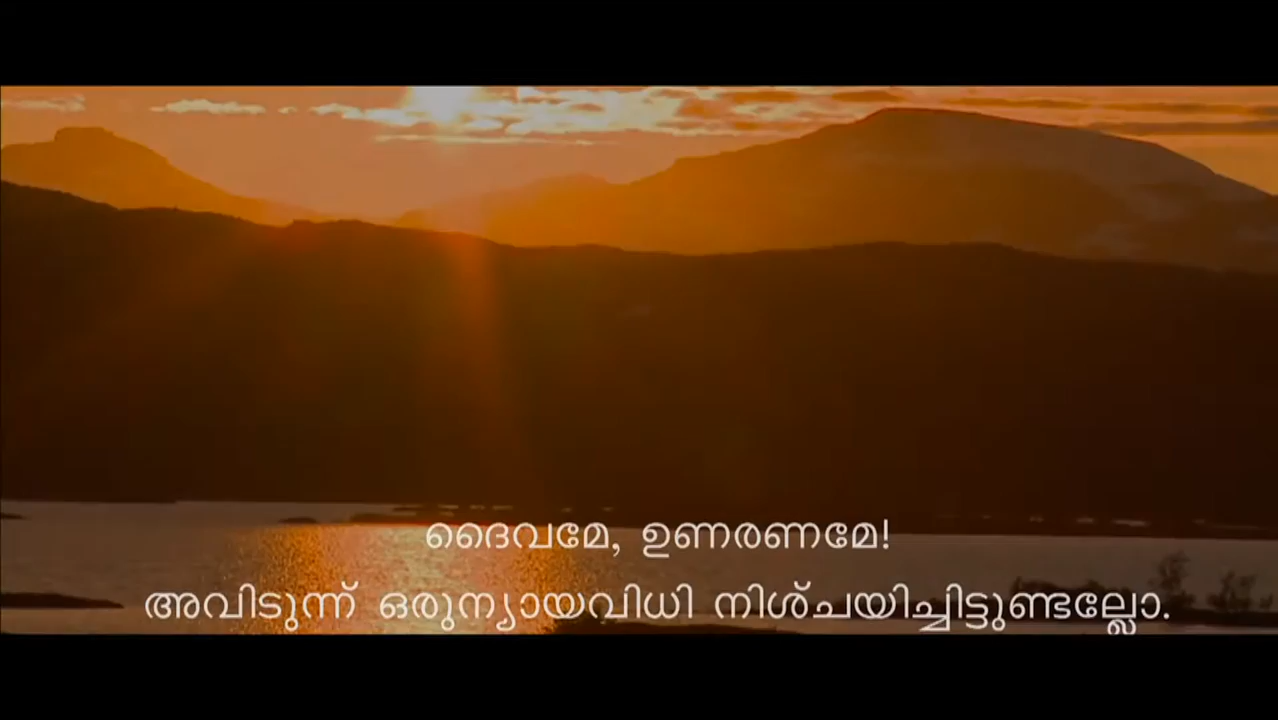 ദൈവമേ, ഉണരണമേ!
അവിടുന്ന് ഒരുന്യായവിധി നിശ്ചയിച്ചിട്ടുണ്ടല്ലോ.